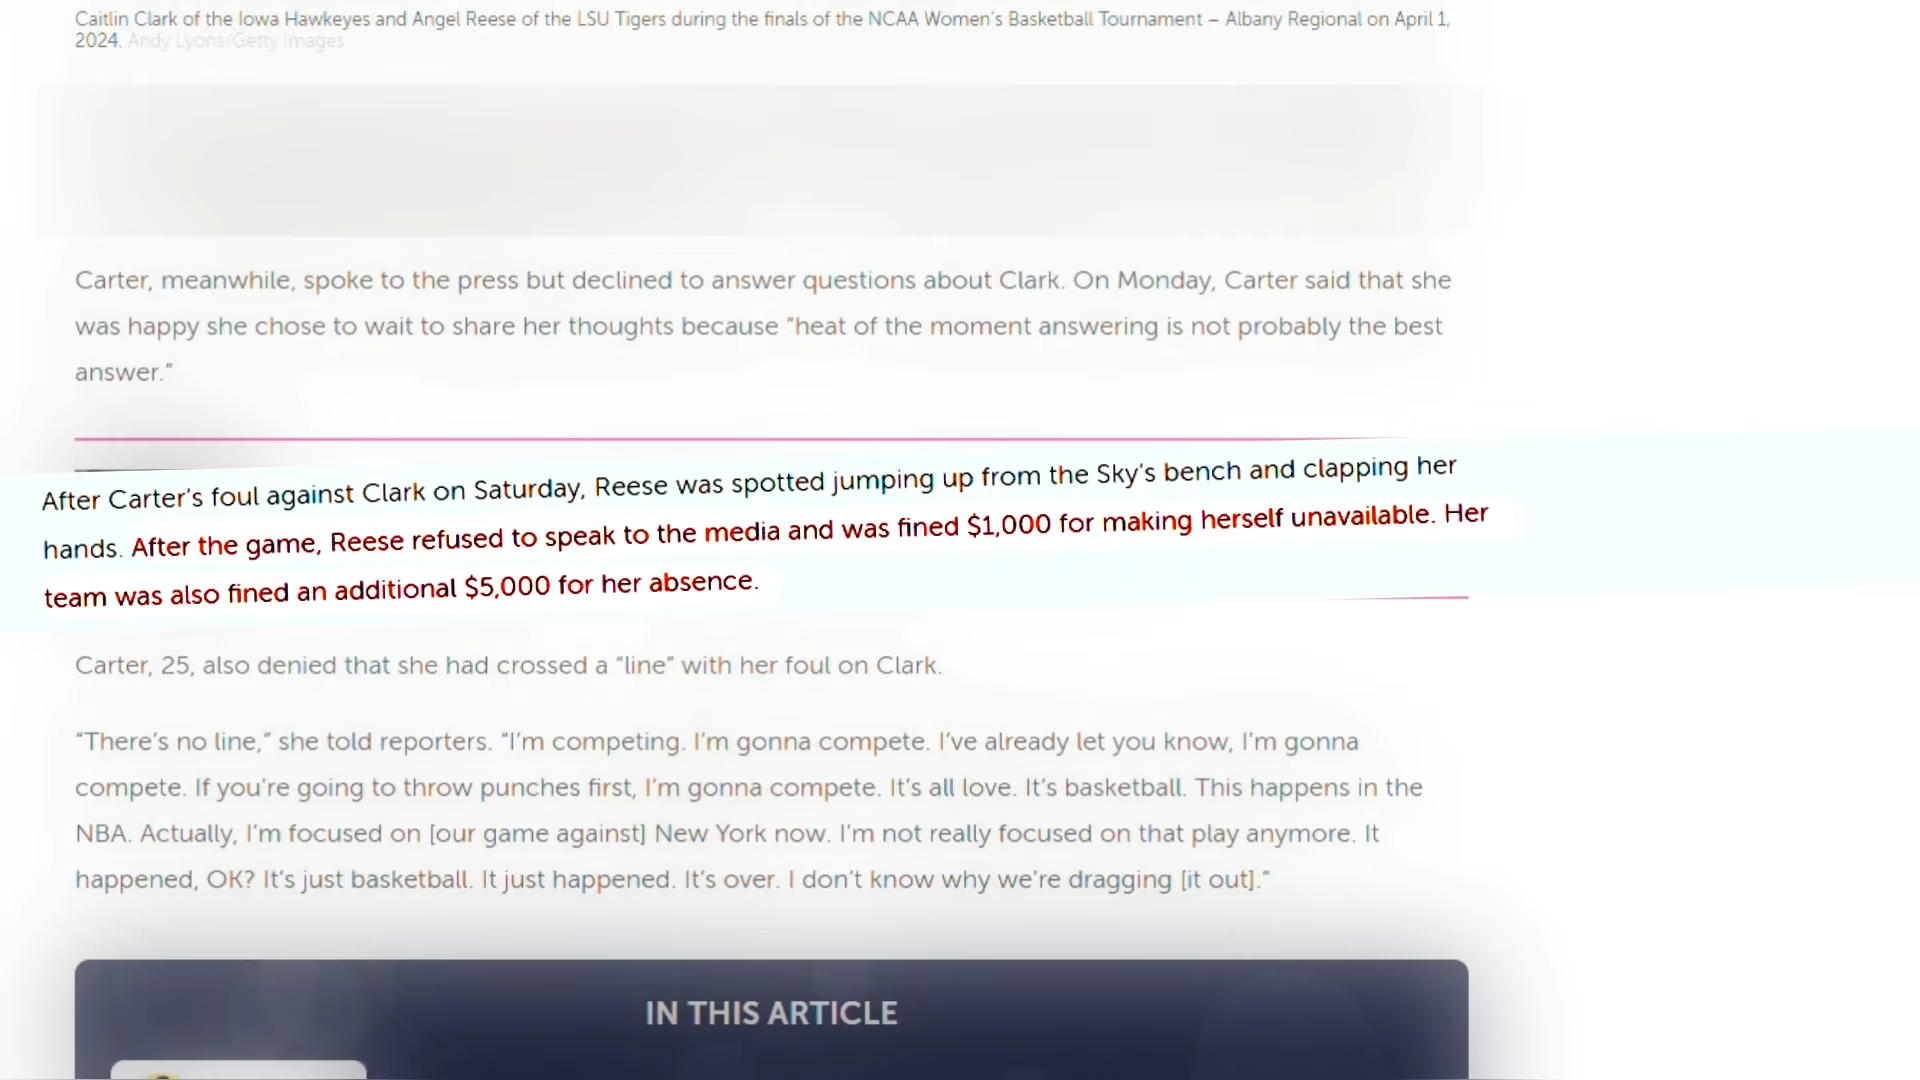 Caitlin Clark of the Iowa Hawkeyes and Angel Reese of the LSU Tigers during the finals of the NCAA Women's Basketball Tournament – Albany Regional on April 1,
2024. Andy Lyons/Getty Images
Carter, meanwhile, spoke to the press but declined to answer questions about Clark. On Monday, Carter said that she
was happy she chose to wait to share her thoughts because “heat of the moment answering is not probably the best
answer.”
After Carter's foul against Clark on Saturday, Reese was spotted jumping up from the Sky's bench and clapping her
hands. After the game, Reese refused to speak to the media and was fined $1,000 for making herself unavailable. Her
team was also fined an additional $5,000 for her absence.
Carter, 25, also denied that she had crossed a “line” with her foul on Clark.
“There's no line,” she told reporters. “I'm competing. I'm gonna compete. I've already let you know, I'm gonna
compete. If you're going to throw punches first, I'm gonna compete. It's all love. It's basketball. This happens in the
NBA. Actually, I'm focused on [our game against] New York now. I'm not really focused on that play anymore. It
happened, OK? It's just basketball. It just happened. It's over. I don't know why we're dragging [it out].”
IN THIS ARTICLE